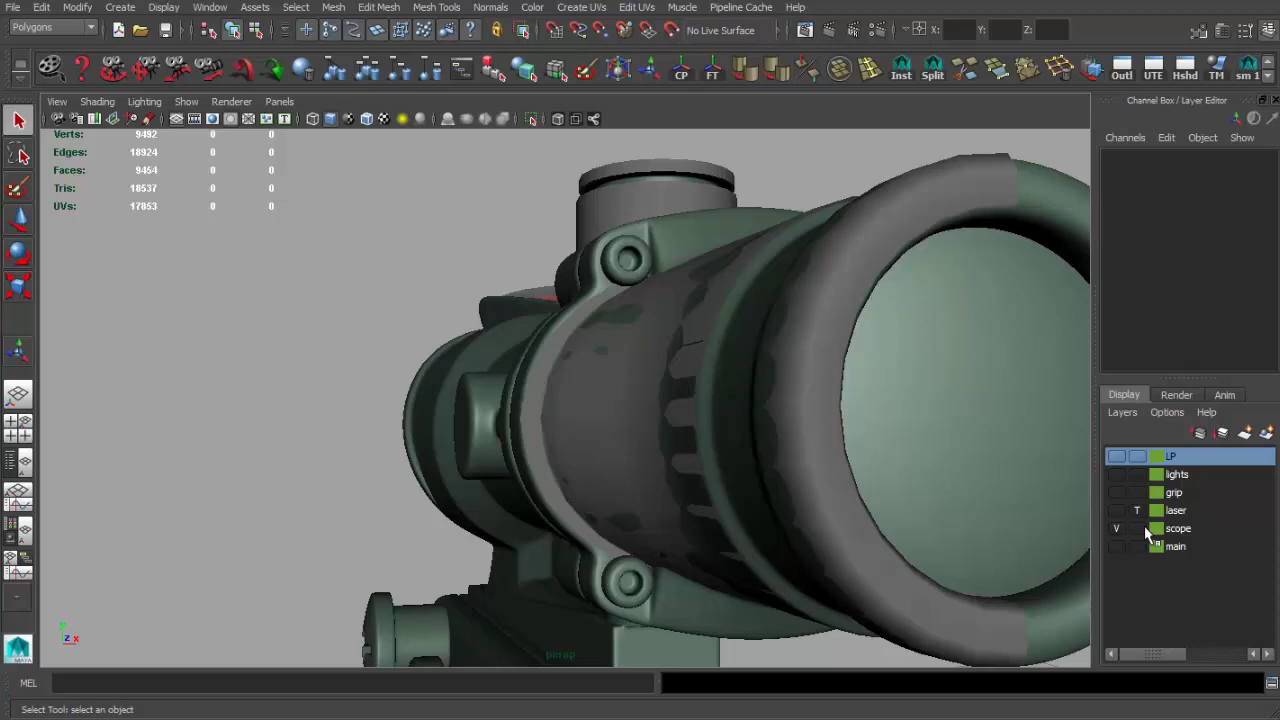 File Edit Modify Create Display Window Assets Select Mesh Edit Mesh Mesh Tools Normals Color Create UVs Edit UVs Muscle Pipeline Cache Help
Polygons No Live Surface X: Y: Z:
CP FT Inst Split Outl UTE Hshd TM sm 1
View Shading Lighting Show Renderer Panels
Channel Box / Layer Editor
Channels Edit Object Show
Verts: 9492 0 0
Edges: 18924 0 0
Faces: 9454 0 0
Tris: 18537 0 0
UVs: 17853 0 0
Display Render Anim
Layers Options Help
LP
lights
grip
T laser
V scope
main
y
z x
persp
MAYA
MEL
Select Tool: select an object